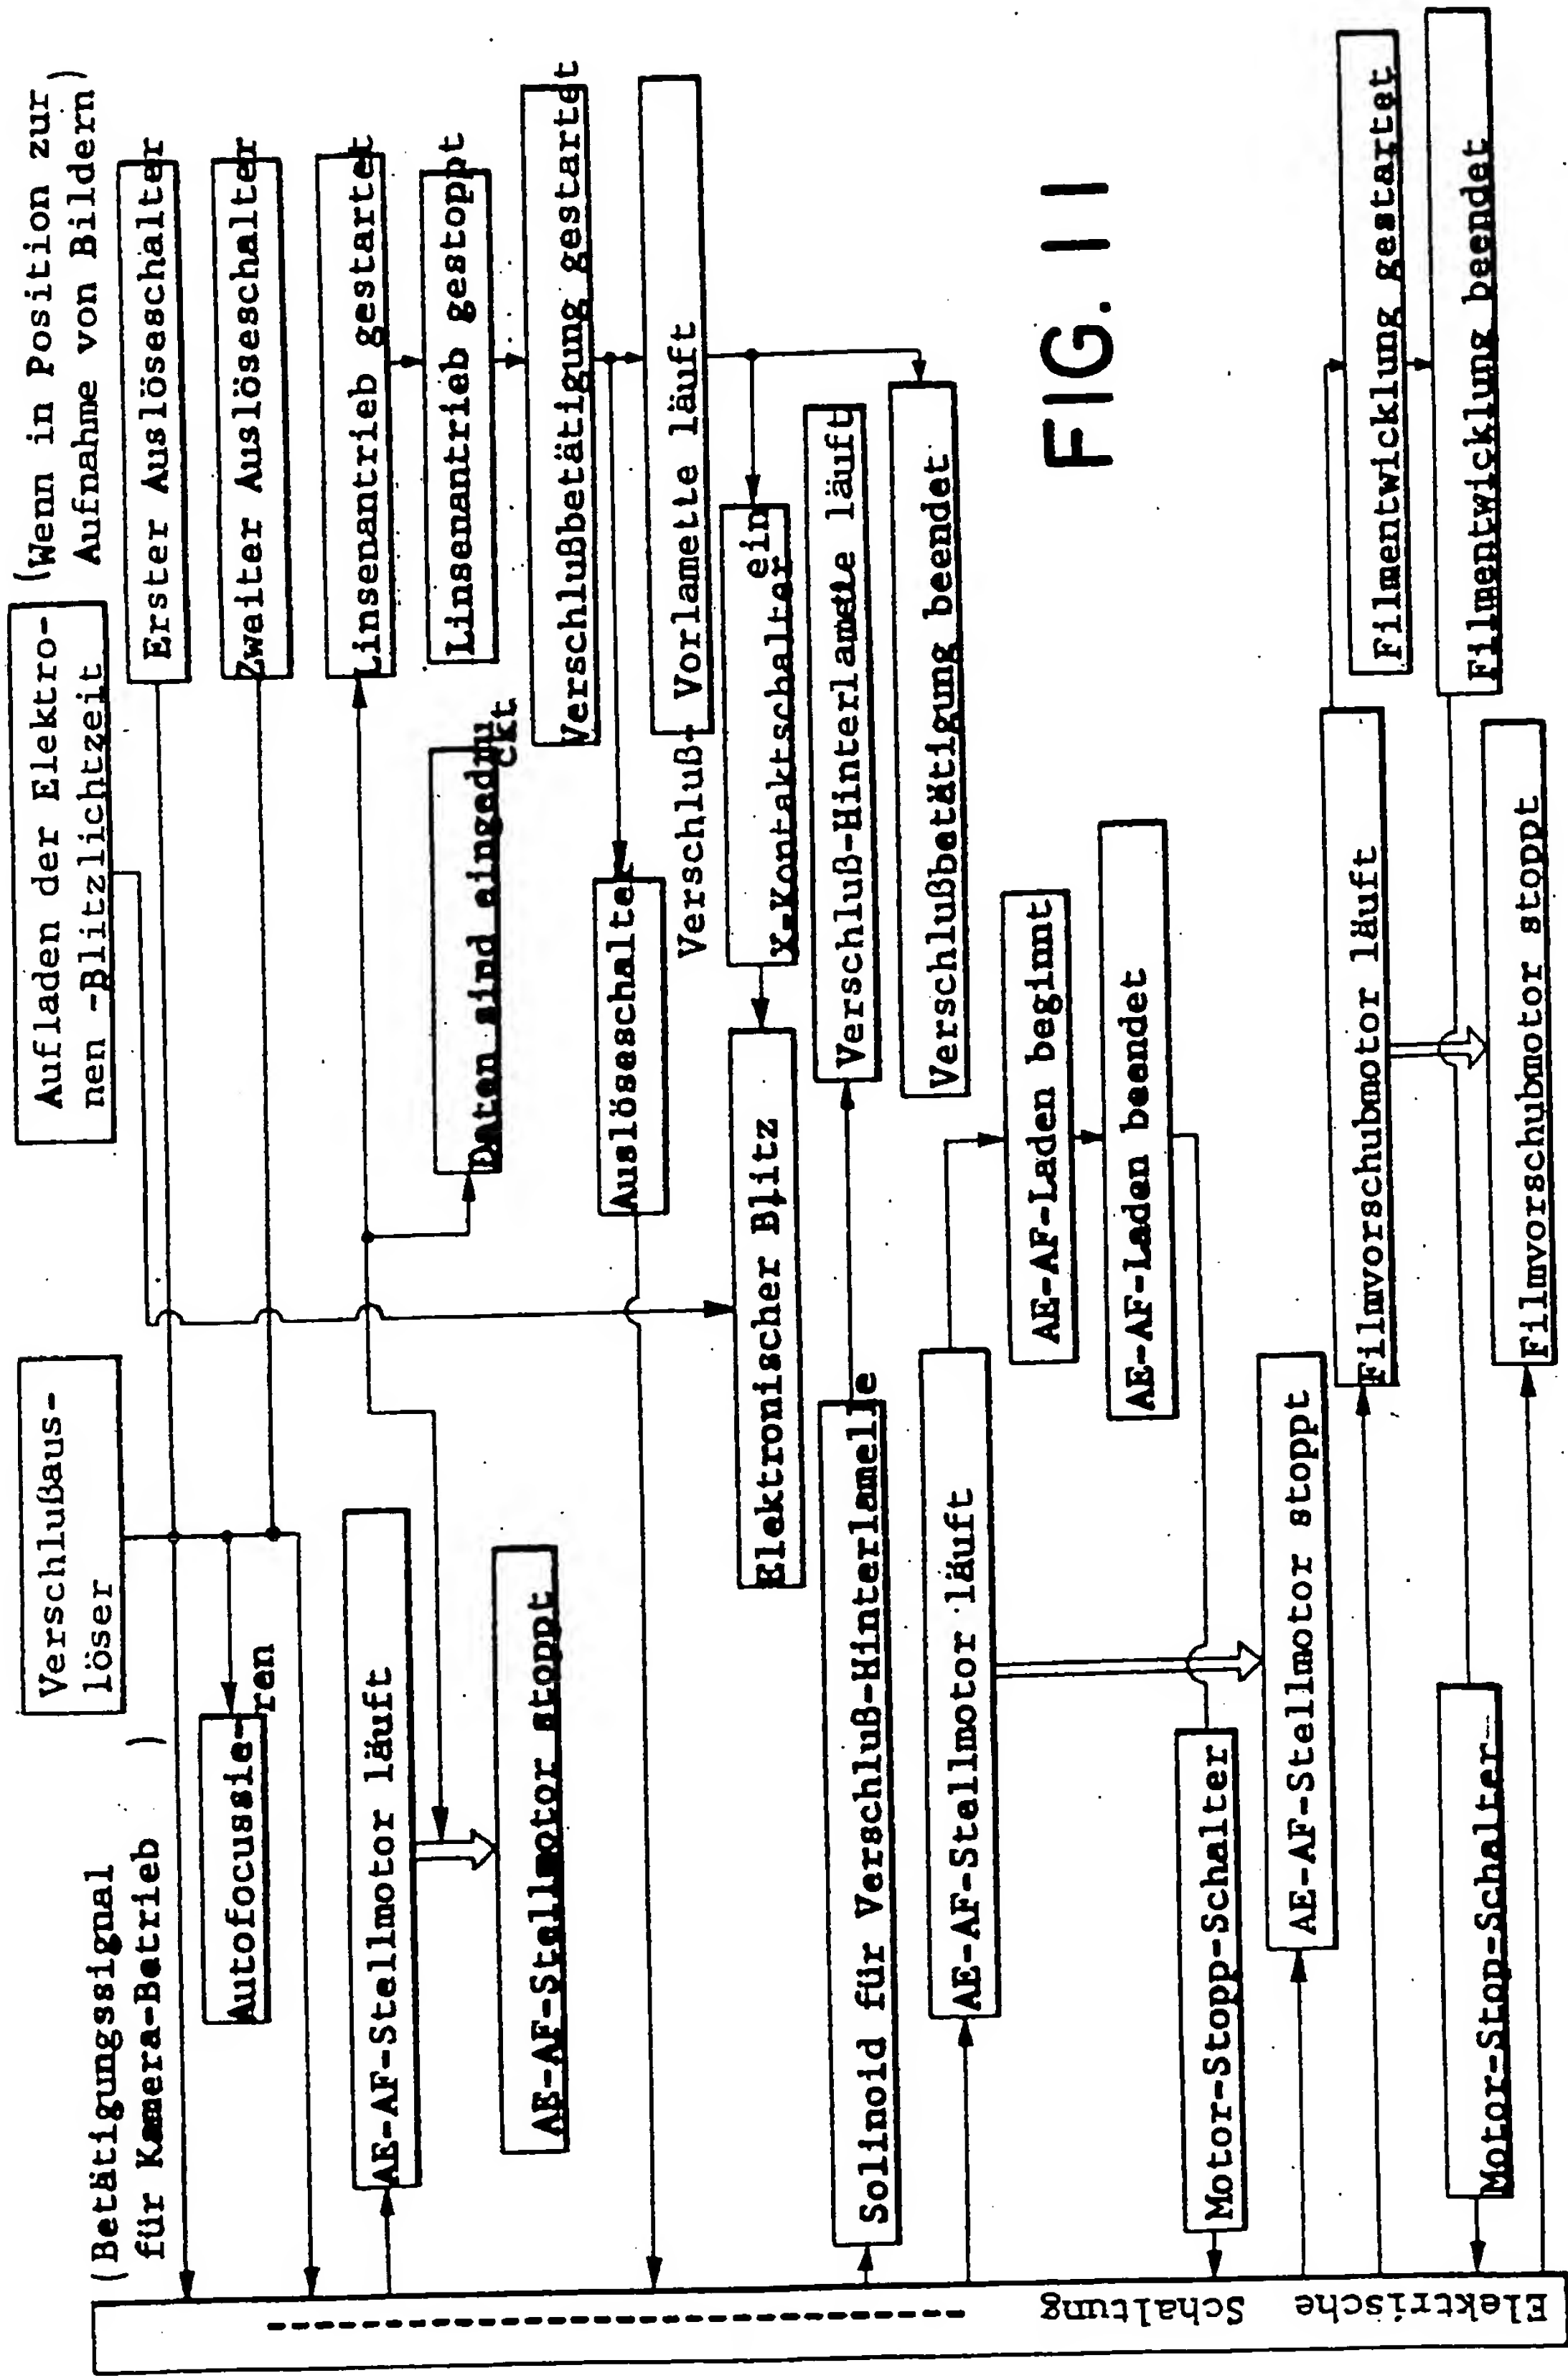 (Betätigungssignal
für Kamera-Betrieb )
Verschlußaus-
löser
Aufladen der Elektro-
nen -Blitzlichtzeit
(Wenn in Position zur
Aufnahme von Bildern)
Erster Auslöseschalter
Zweiter Auslöseschalter
Autofocussie-
ren
AE-AF-Stellmotor läuft
Linsenantrieb gestartet
AE-AF-Stellmotor stoppt
Daten sind eingedru
ckt
Linsenantrieb gestoppt
Verschlußbetätigung gestartet
Auslöseschalter
Verschluß- Vorlamelle läuft
Elektronischer Blitz
ein
X-Kontaktschalter
Solinoid für Verschluß-Hinterlamelle
Verschluß-Hinterlamelle läuft
AE-AF-Stellmotor läuft
Verschlußbetätigung beendet
AE-AF-Laden beginnt
AE-AF-Laden beendet
FIG. 11
Motor-Stopp-Schalter
AE-AF-Stellmotor stoppt
Filmvorschubmotor läuft
Filmentwicklung gestartet
Motor-Stop-Schalter
Filmentwicklung beendet
Filmvorschubmotor stoppt
Elektrische
Schaltung